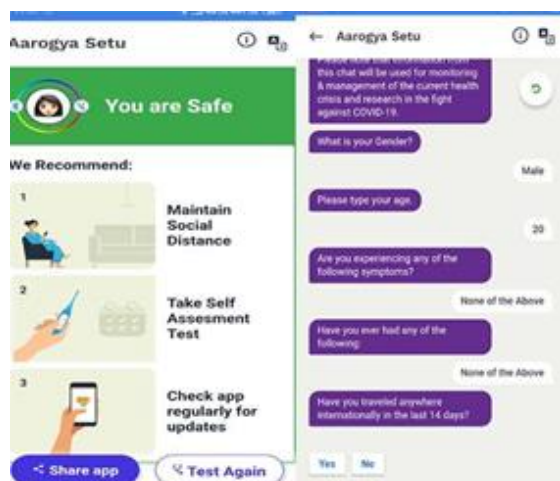 Aarogya Setu
You are Safe
We Recommend:
1
Maintain
Social
Distance
2
Take Self
Assesment
Test
3
Check app
regularly for
updates
Share app
Test Again
Aarogya Setu
Please note that information from
this chat will be used for monitoring
& management of the current health
crisis and research in the fight
against COVID-19.
What is your Gender?
Male
Please type your age.
20
Are you experiencing any of the
following symptoms?
None of the Above
Have you ever had any of the
following:
None of the Above
Have you traveled anywhere
internationally in the last 14 days?
Yes
No